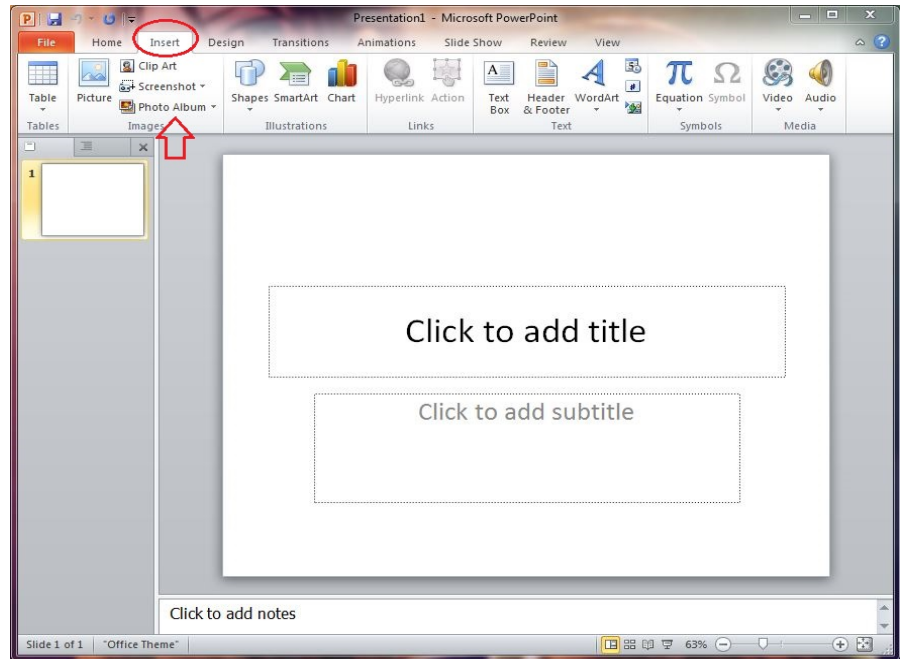 Presentation1 - Microsoft PowerPoint
File Home Insert Design Transitions Animations Slide Show Review View
Table
Picture
Clip Art
Screenshot
Photo Album
Shapes SmartArt Chart
Hyperlink Action
Text Box
Header & Footer
WordArt
Equation Symbol
Video Audio
Tables Images Illustrations Links Text Symbols Media
1
Click to add title
Click to add subtitle
Click to add notes
Slide 1 of 1 "Office Theme" 63%